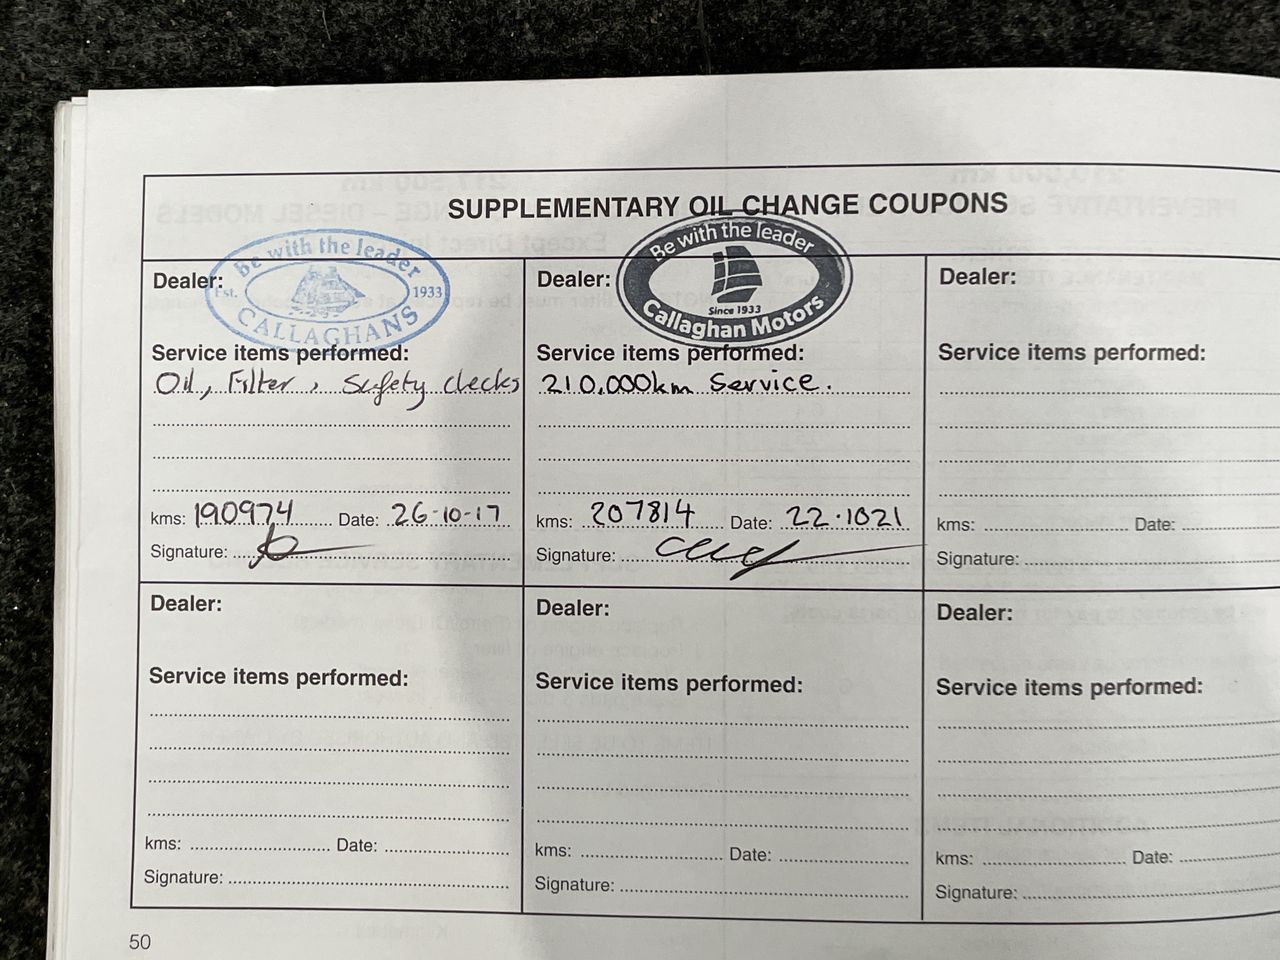 SUPPLEMENTARY OIL CHANGE COUPONS
Dealer:
Be with the leader
Est. 1933
CALLAGHANS
Service items performed:
Oil, Filter, Safety checks
kms: 190974 Date: 26-10-17
Signature:
Dealer:
Be with the leader
Since 1933
Callaghan Motors
Service items performed:
210,000km Service.
kms: 207814 Date: 22.1021
Signature:
Dealer:
Service items performed:
kms: Date:
Signature:
Dealer:
Service items performed:
kms: Date:
Signature:
Dealer:
Service items performed:
kms: Date:
Signature:
Dealer:
Service items performed:
kms: Date:
Signature:
50